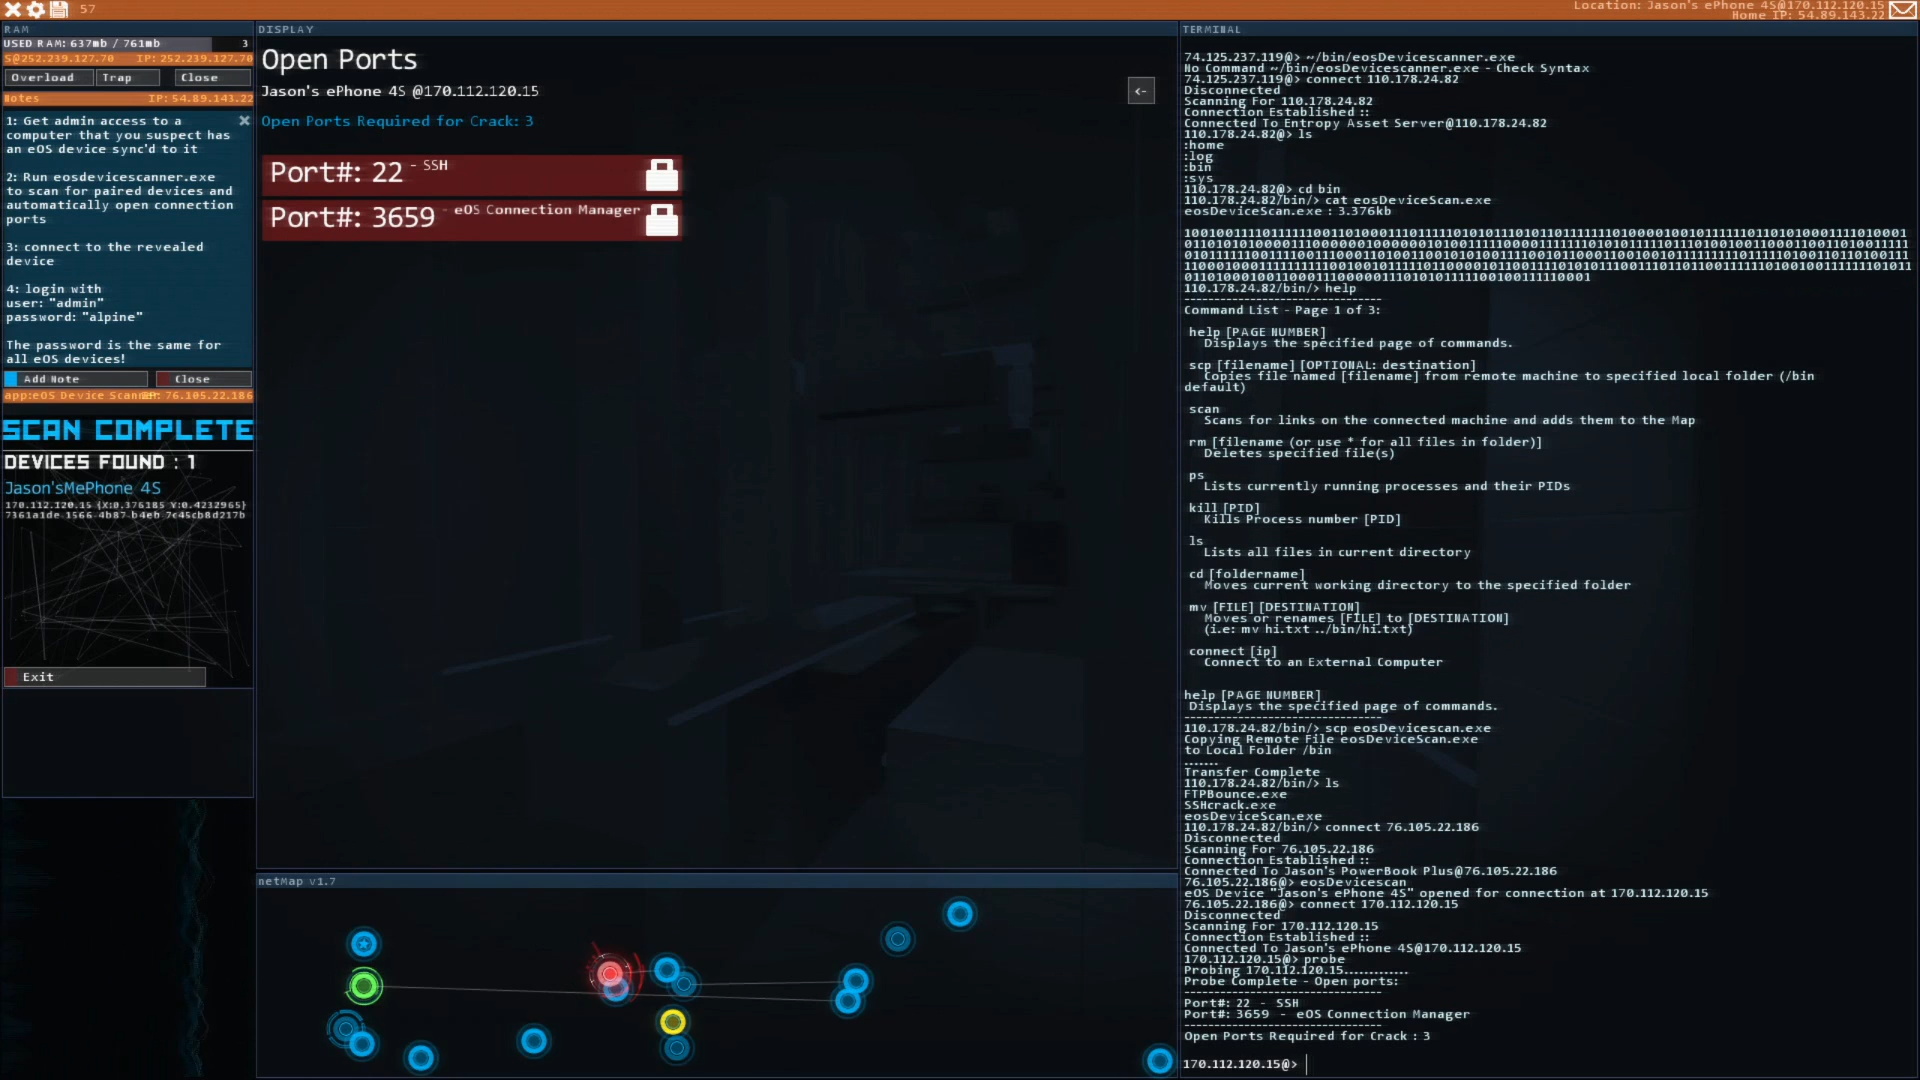 57
Location: Jason's ePhone 4S@170.112.120.15
Home IP: 54.89.143.22
RAM
USED RAM: 637mb / 761mb 3
S@252.239.127.70 IP: 252.239.127.70
Overload Trap Close
Notes IP: 54.89.143.22
1: Get admin access to a
computer that you suspect has
an eOS device sync'd to it
2: Run eosdevicescanner.exe
to scan for paired devices and
automatically open connection
ports
3: connect to the revealed
device
4: login with
user: "admin"
password: "alpine"
The password is the same for
all eOS devices!
Add Note Close
app:eOS Device Scanner IP: 76.105.22.186
SCAN COMPLETE
DEVICES FOUND : 1
Jason'sMePhone 4S
170.112.120.15 {X:0.376185 Y:0.4232965}
7361a1de-1566-4b87-b4eb-7c45cb8d217b
Exit
DISPLAY
Open Ports
Jason's ePhone 4S @170.112.120.15
<-
Open Ports Required for Crack: 3
Port#: 22 - SSH
Port#: 3659 - eOS Connection Manager
netMap v1.7
TERMINAL
74.125.237.119@> ~/bin/eosDevicescanner.exe
No Command ~/bin/eosDevicescanner.exe - Check Syntax
74.125.237.119@> connect 110.178.24.82
Disconnected
Scanning For 110.178.24.82
Connection Established ::
Connected To Entropy Asset Server@110.178.24.82
110.178.24.82@> ls
:home
:log
:bin
:sys
110.178.24.82@> cd bin
110.178.24.82/bin/> cat eosDeviceScan.exe
eosDeviceScan.exe : 3.376kb
110.178.24.82/bin/> help
---------------------------------
Command List - Page 1 of 3:
help [PAGE NUMBER]
Displays the specified page of commands.
scp [filename] [OPTIONAL: destination]
Copies file named [filename] from remote machine to specified local folder (/bin
default)
scan
Scans for links on the connected machine and adds them to the Map
rm [filename (or use * for all files in folder)]
Deletes specified file(s)
ps
Lists currently running processes and their PIDs
kill [PID]
Kills Process number [PID]
ls
Lists all files in current directory
cd [foldername]
Moves current working directory to the specified folder
mv [FILE] [DESTINATION]
Moves or renames [FILE] to [DESTINATION]
(i.e: mv hi.txt ../bin/hi.txt)
connect [ip]
Connect to an External Computer
help [PAGE NUMBER]
Displays the specified page of commands.
---------------------------------
110.178.24.82/bin/> scp eosDevicescan.exe
Copying Remote File eosDeviceScan.exe
to Local Folder /bin
.......
Transfer Complete
110.178.24.82/bin/> ls
FTPBounce.exe
SSHcrack.exe
eosDeviceScan.exe
110.178.24.82/bin/> connect 76.105.22.186
Disconnected
Scanning For 76.105.22.186
Connection Established ::
Connected To Jason's PowerBook Plus@76.105.22.186
76.105.22.186@> eosDevicescan
eOS Device "Jason's ePhone 4S" opened for connection at 170.112.120.15
76.105.22.186@> connect 170.112.120.15
Disconnected
Scanning For 170.112.120.15
Connection Established ::
Connected To Jason's ePhone 4S@170.112.120.15
170.112.120.15@> probe
Probing 170.112.120.15.............
Probe Complete - Open ports:
---------------------------------
Port#: 22 - SSH
Port#: 3659 - eOS Connection Manager
---------------------------------
Open Ports Required for Crack : 3
170.112.120.15@>